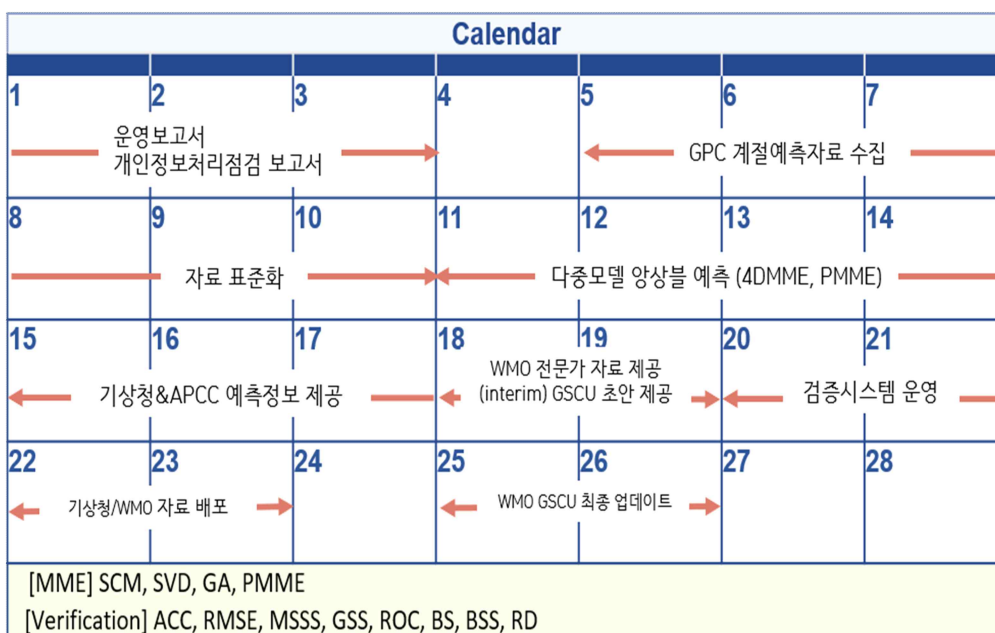 Calendar
1 2 3 4 5 6 7
운영보고서
개인정보처리점검 보고서
GPC 계절예측자료 수집
8 9 10 11 12 13 14
자료 표준화
다중모델 앙상블 예측 (4DMME, PMME)
15 16 17 18 19 20 21
기상청&APCC 예측정보 제공
WMO 전문가 자료 제공
(interim) GSCU 초안 제공
검증시스템 운영
22 23 24 25 26 27 28
기상청/WMO 자료 배포
WMO GSCU 최종 업데이트
[MME] SCM, SVD, GA, PMME
[Verification] ACC, RMSE, MSSS, GSS, ROC, BS, BSS, RD